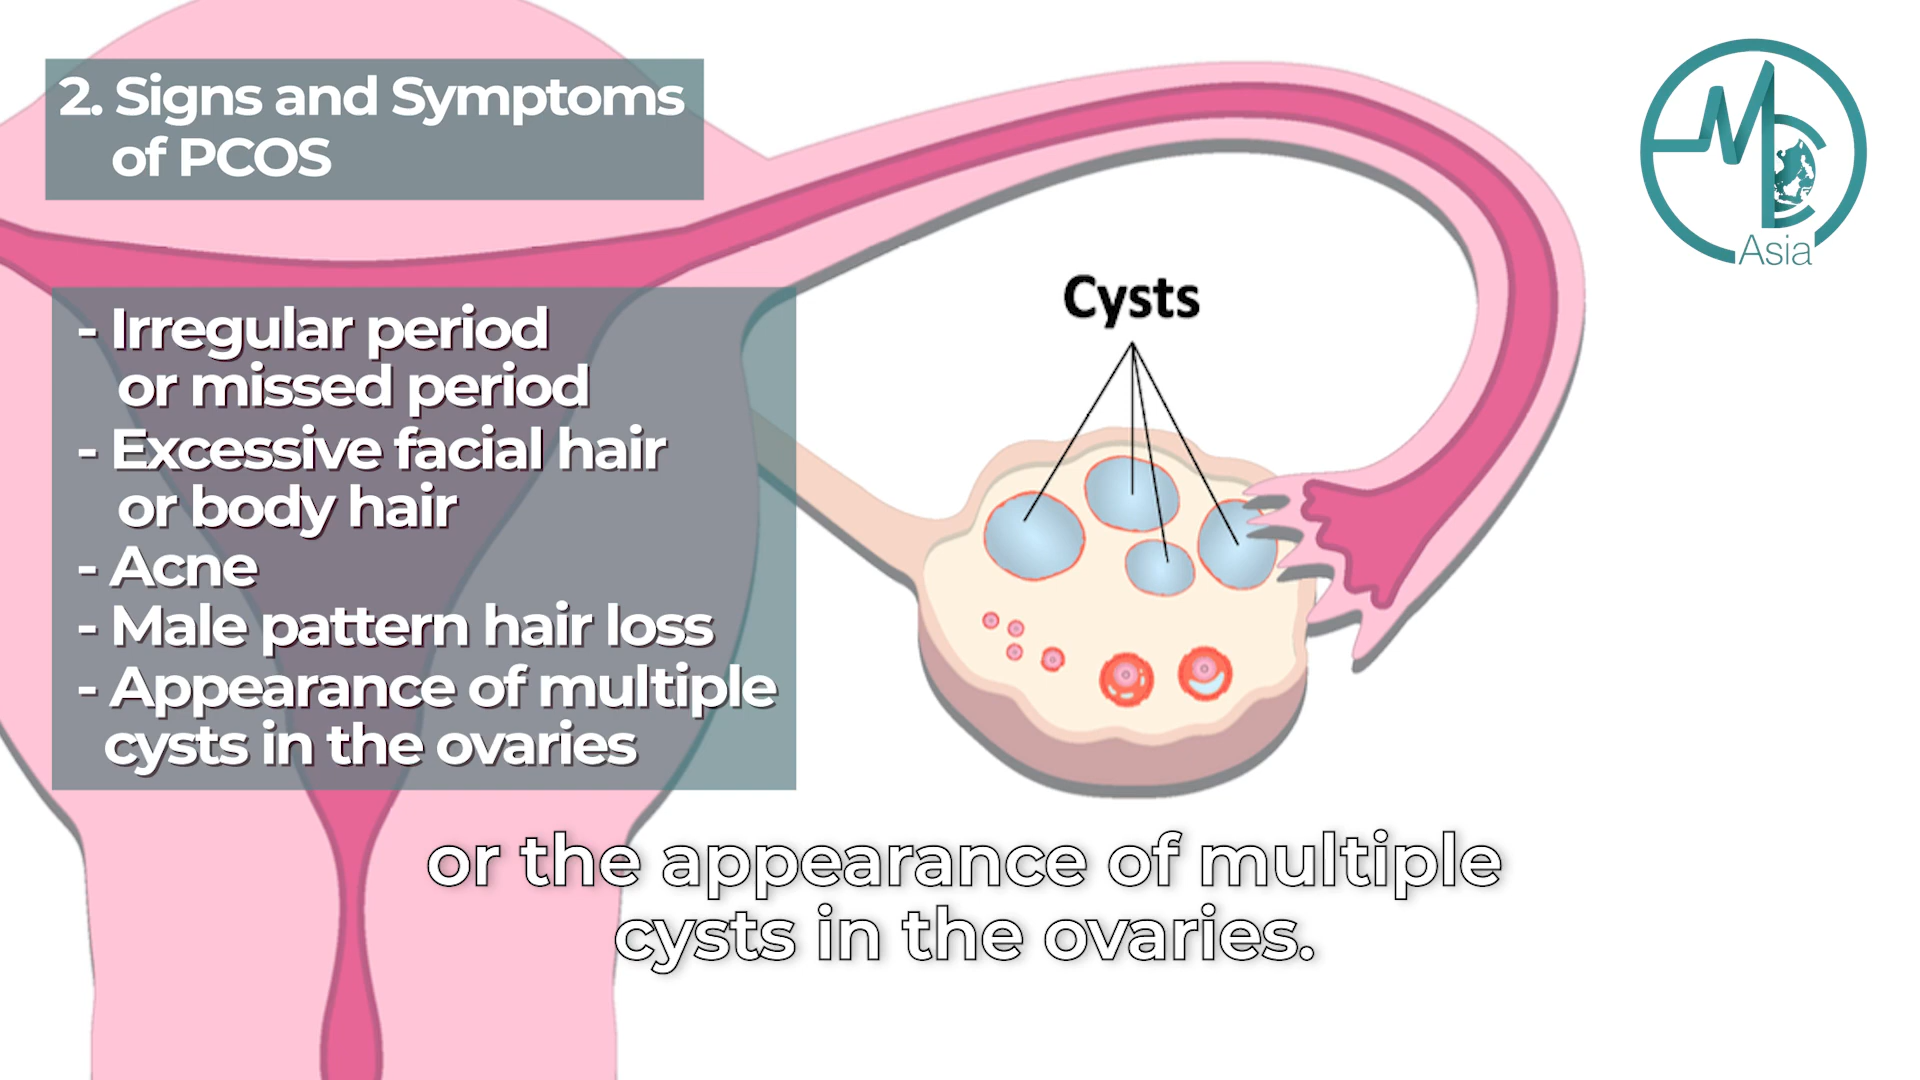 2. Signs and Symptoms
of PCOS
- Irregular period
or missed period
- Excessive facial hair
or body hair
- Acne
- Male pattern hair loss
- Appearance of multiple
cysts in the ovaries
Cysts
MC
Asia
or the appearance of multiple
cysts in the ovaries.